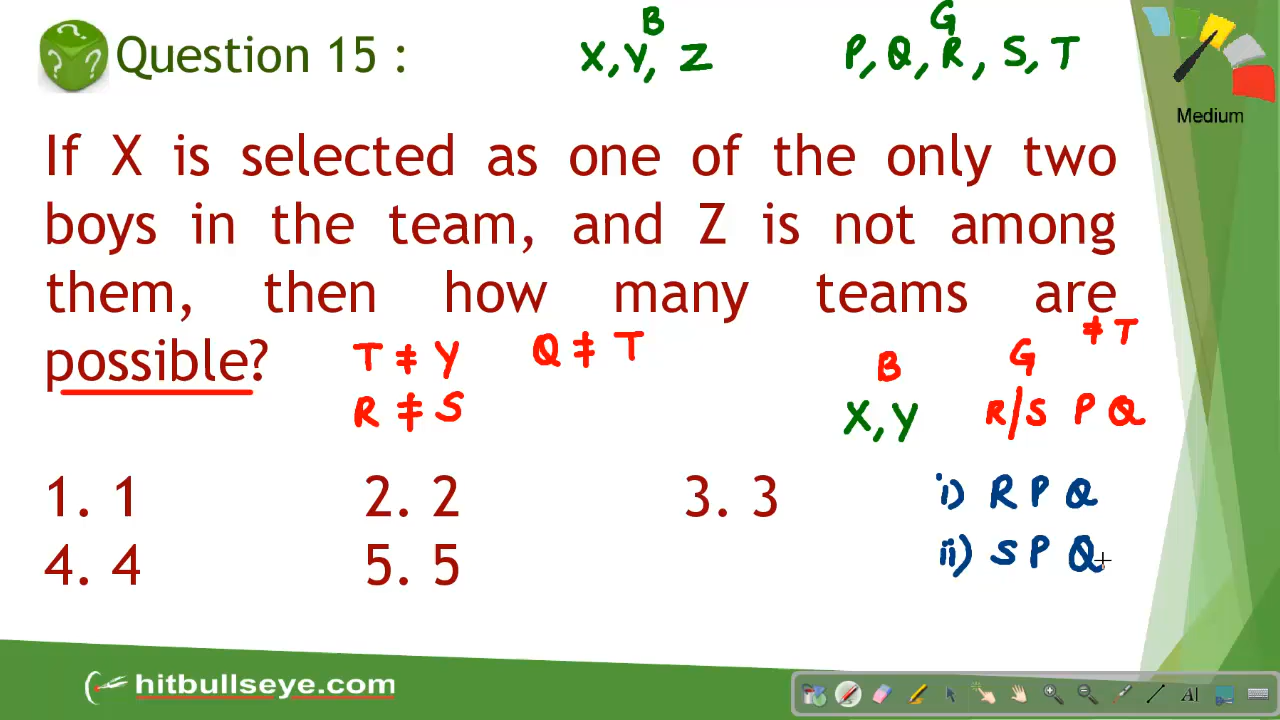 B
G
Question 15 :
X, Y, Z
P, Q, R, S, T
Medium
If X is selected as one of the only two
boys in the team, and Z is not among
them, then how many teams are
possible?
T ≠ Y
Q ≠ T
R ≠ S
≠ T
B
G
X, Y
R/S P Q
1. 1
2. 2
3. 3
i) R P Q
4. 4
5. 5
ii) S P Q
hitbullseye.com
A